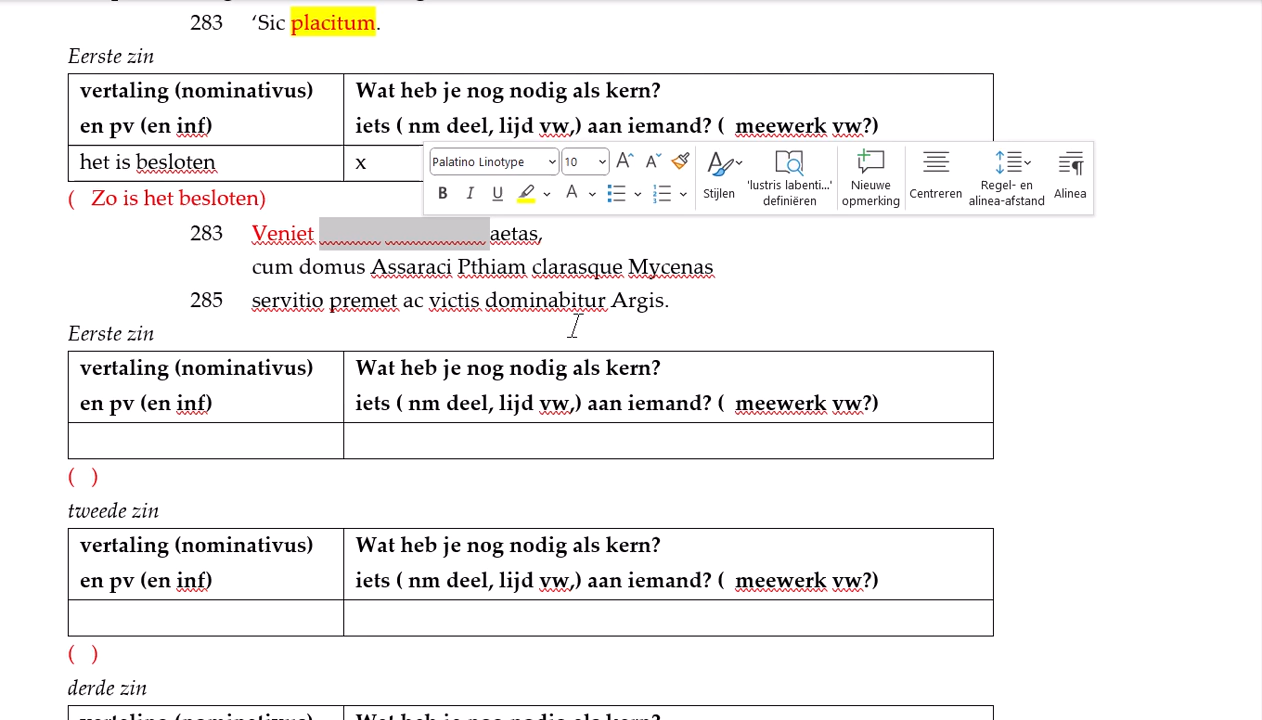 283 ‘Sic placitum.
Eerste zin
vertaling (nominativus) Wat heb je nog nodig als kern?
en pv (en inf) iets ( nm deel, lijd vw,) aan iemand? ( meewerk vw?)
het is besloten x
Palatino Linotype 10
Stijlen 'lustris labenti...' definiëren Nieuwe opmerking Centreren Regel- en alinea-afstand Alinea
( Zo is het besloten)
283 Veniet aetas,
cum domus Assaraci Pthiam clarasque Mycenas
285 servitio premet ac victis dominabitur Argis.
Eerste zin
vertaling (nominativus) Wat heb je nog nodig als kern?
en pv (en inf) iets ( nm deel, lijd vw,) aan iemand? ( meewerk vw?)
( )
tweede zin
vertaling (nominativus) Wat heb je nog nodig als kern?
en pv (en inf) iets ( nm deel, lijd vw,) aan iemand? ( meewerk vw?)
( )
derde zin